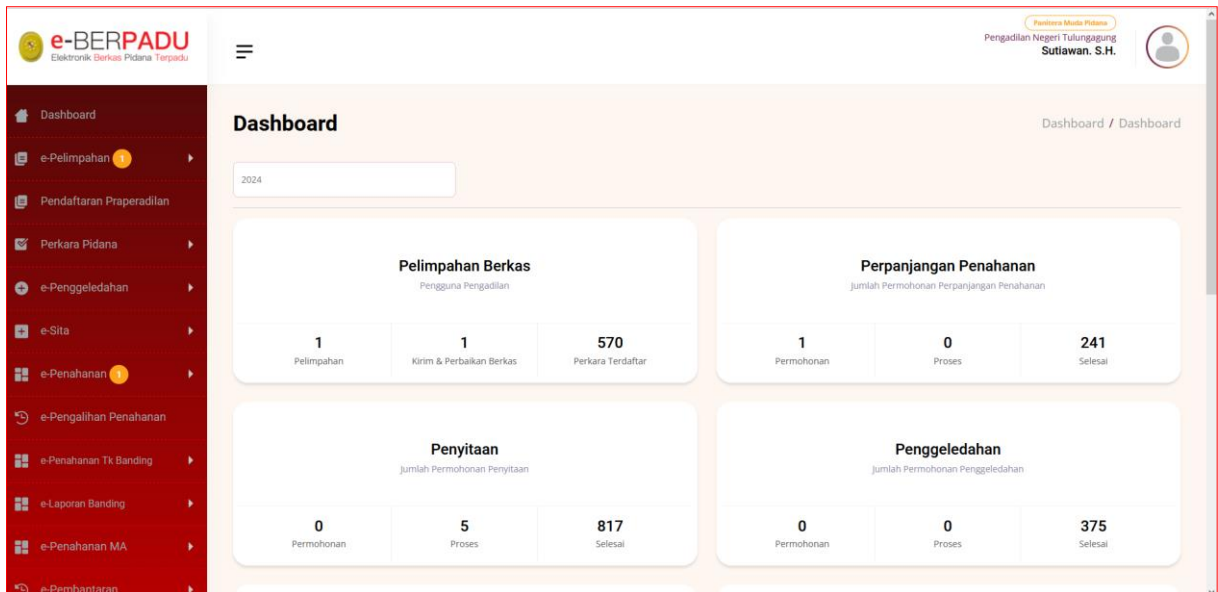 e-BERPADU
Elektronik Berkas Pidana Terpadu
Panitera Muda Pidana
Pengadilan Negeri Tulungagung
Sutiawan. S.H.
Dashboard
e-Pelimpahan 1
Pendaftaran Praperadilan
Perkara Pidana
e-Penggeledahan
e-Sita
e-Penahanan 1
e-Pengalihan Penahanan
e-Penahanan Tk Banding
e-Laporan Banding
e-Penahanan MA
e-Pembantaran
Dashboard
Dashboard / Dashboard
2024
Pelimpahan Berkas
Pengguna Pengadilan
1 1 570
Pelimpahan Kirim & Perbaikan Berkas Perkara Terdaftar
Perpanjangan Penahanan
Jumlah Permohonan Perpanjangan Penahanan
1 0 241
Permohonan Proses Selesai
Penyitaan
Jumlah Permohonan Penyitaan
0 5 817
Permohonan Proses Selesai
Penggeledahan
Jumlah Permohonan Penggeledahan
0 0 375
Permohonan Proses Selesai